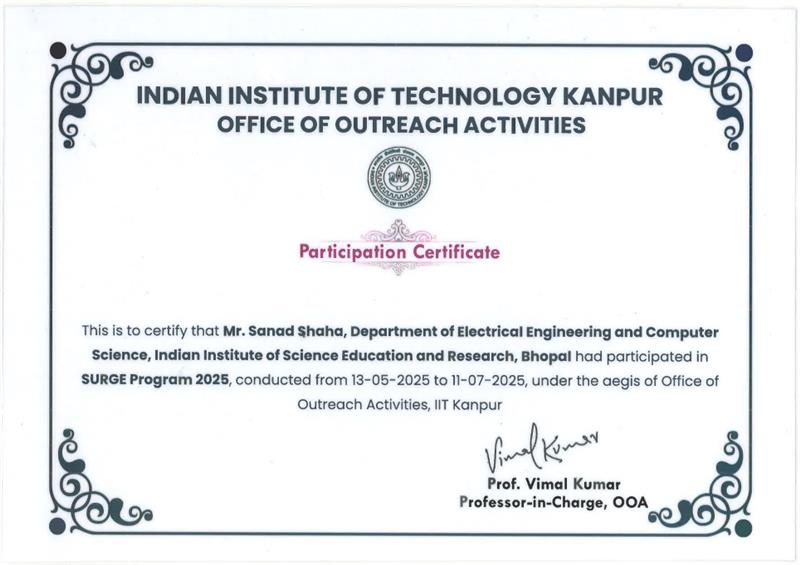 INDIAN INSTITUTE OF TECHNOLOGY KANPUR
OFFICE OF OUTREACH ACTIVITIES
INDIAN INSTITUTE OF TECHNOLOGY KANPUR
Participation Certificate
This is to certify that Mr. Sanad Shaha, Department of Electrical Engineering and Computer
Science, Indian Institute of Science Education and Research, Bhopal had participated in
SURGE Program 2025, conducted from 13-05-2025 to 11-07-2025, under the aegis of Office of
Outreach Activities, IIT Kanpur
Vimal Kumar
Prof. Vimal Kumar
Professor-in-Charge, OOA